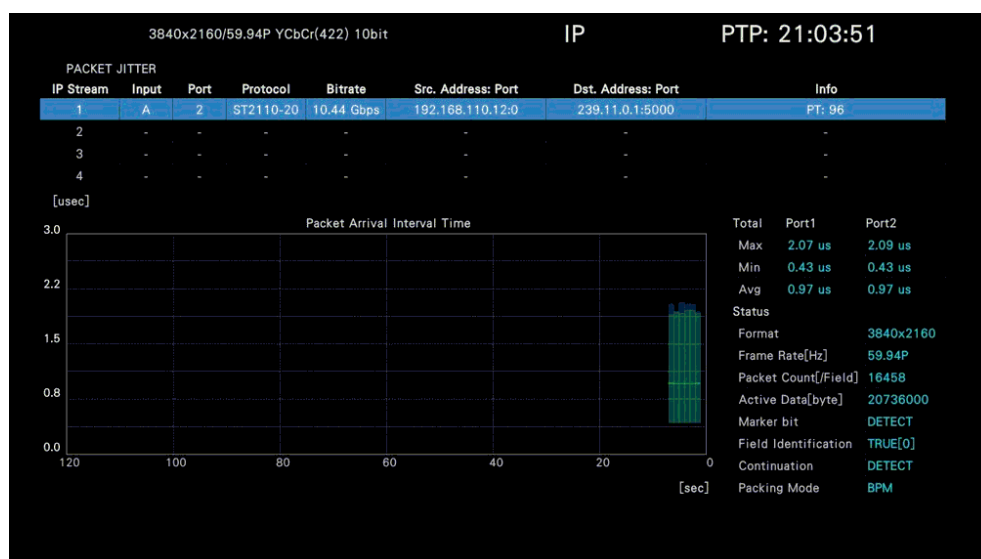 3840x2160/59.94P YCbCr(422) 10bit IP PTP: 21:03:51
PACKET JITTER
IP Stream Input Port Protocol Bitrate Src. Address: Port Dst. Address: Port Info
1 A 2 ST2110-20 10.44 Gbps 192.168.110.12:0 239.11.0.1:5000 PT: 96
2 - - - - - - -
3 - - - - - - -
4 - - - - - - -
[usec]
Packet Arrival Interval Time
3.0
2.2
1.5
0.8
0.0
120 100 80 60 40 20 0
[sec]
Total Port1 Port2
Max 2.07 us 2.09 us
Min 0.43 us 0.43 us
Avg 0.97 us 0.97 us
Status
Format 3840x2160
Frame Rate[Hz] 59.94P
Packet Count[/Field] 16458
Active Data[byte] 20736000
Marker bit DETECT
Field Identification TRUE[0]
Continuation DETECT
Packing Mode BPM